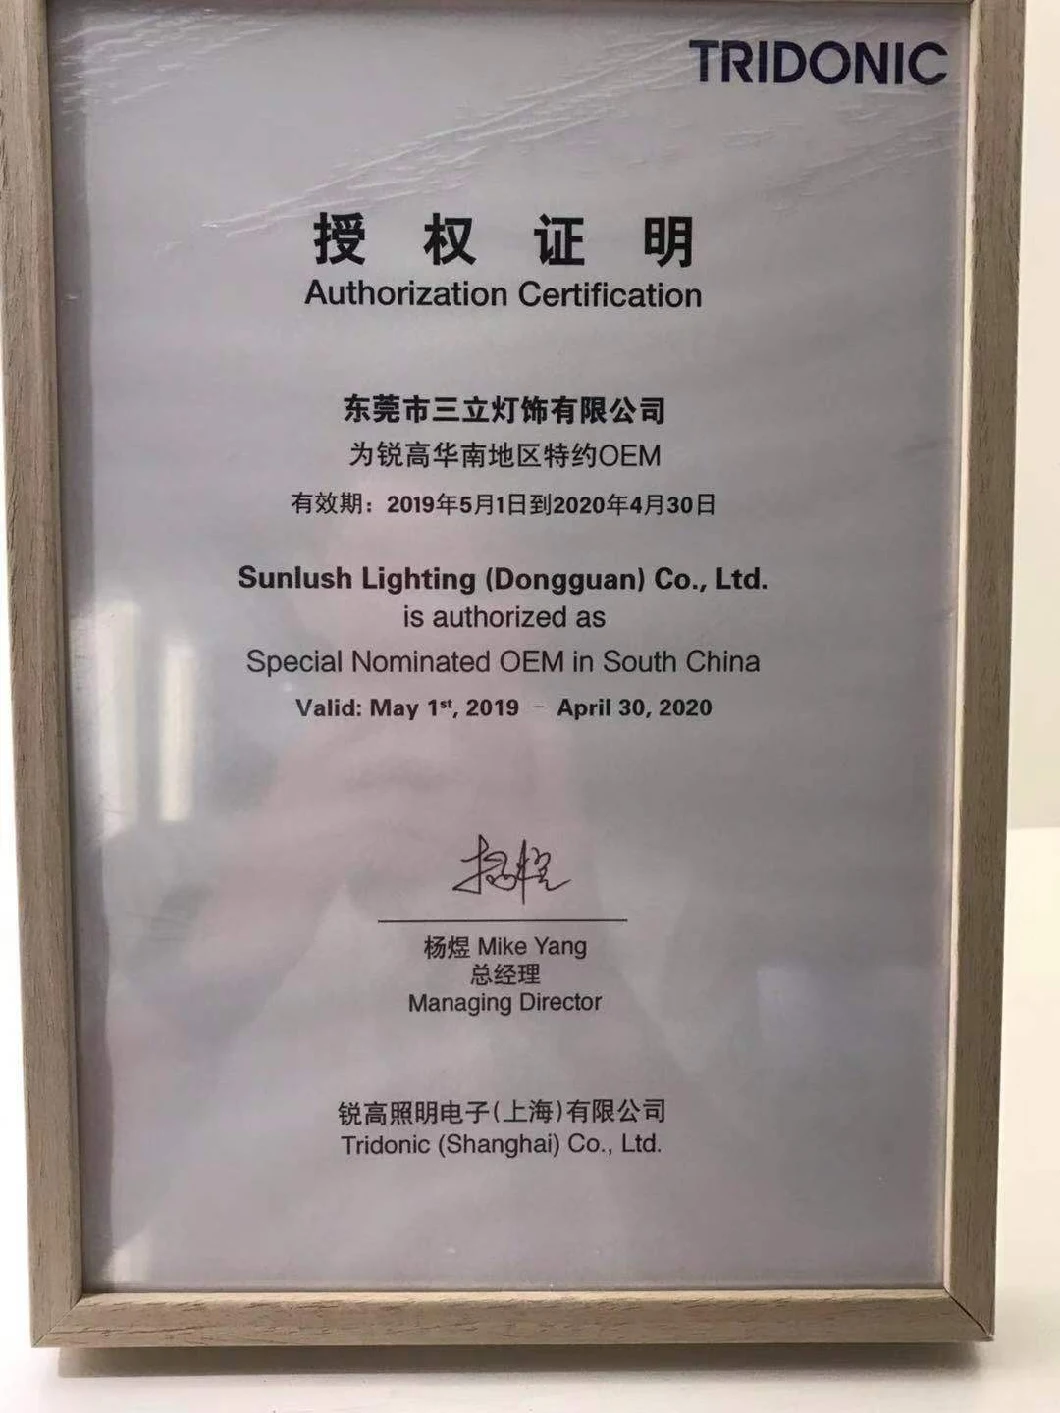 TRIDONIC
授 权 证 明
Authorization Certification
东莞市三立灯饰有限公司
为锐高华南地区特约OEM
有效期：2019年5月1日到2020年4月30日
Sunlush Lighting (Dongguan) Co., Ltd.
is authorized as
Special Nominated OEM in South China
Valid: May 1st, 2019 – April 30, 2020
杨煜
杨煜 Mike Yang
总经理
Managing Director
锐高照明电子(上海)有限公司
Tridonic (Shanghai) Co., Ltd.